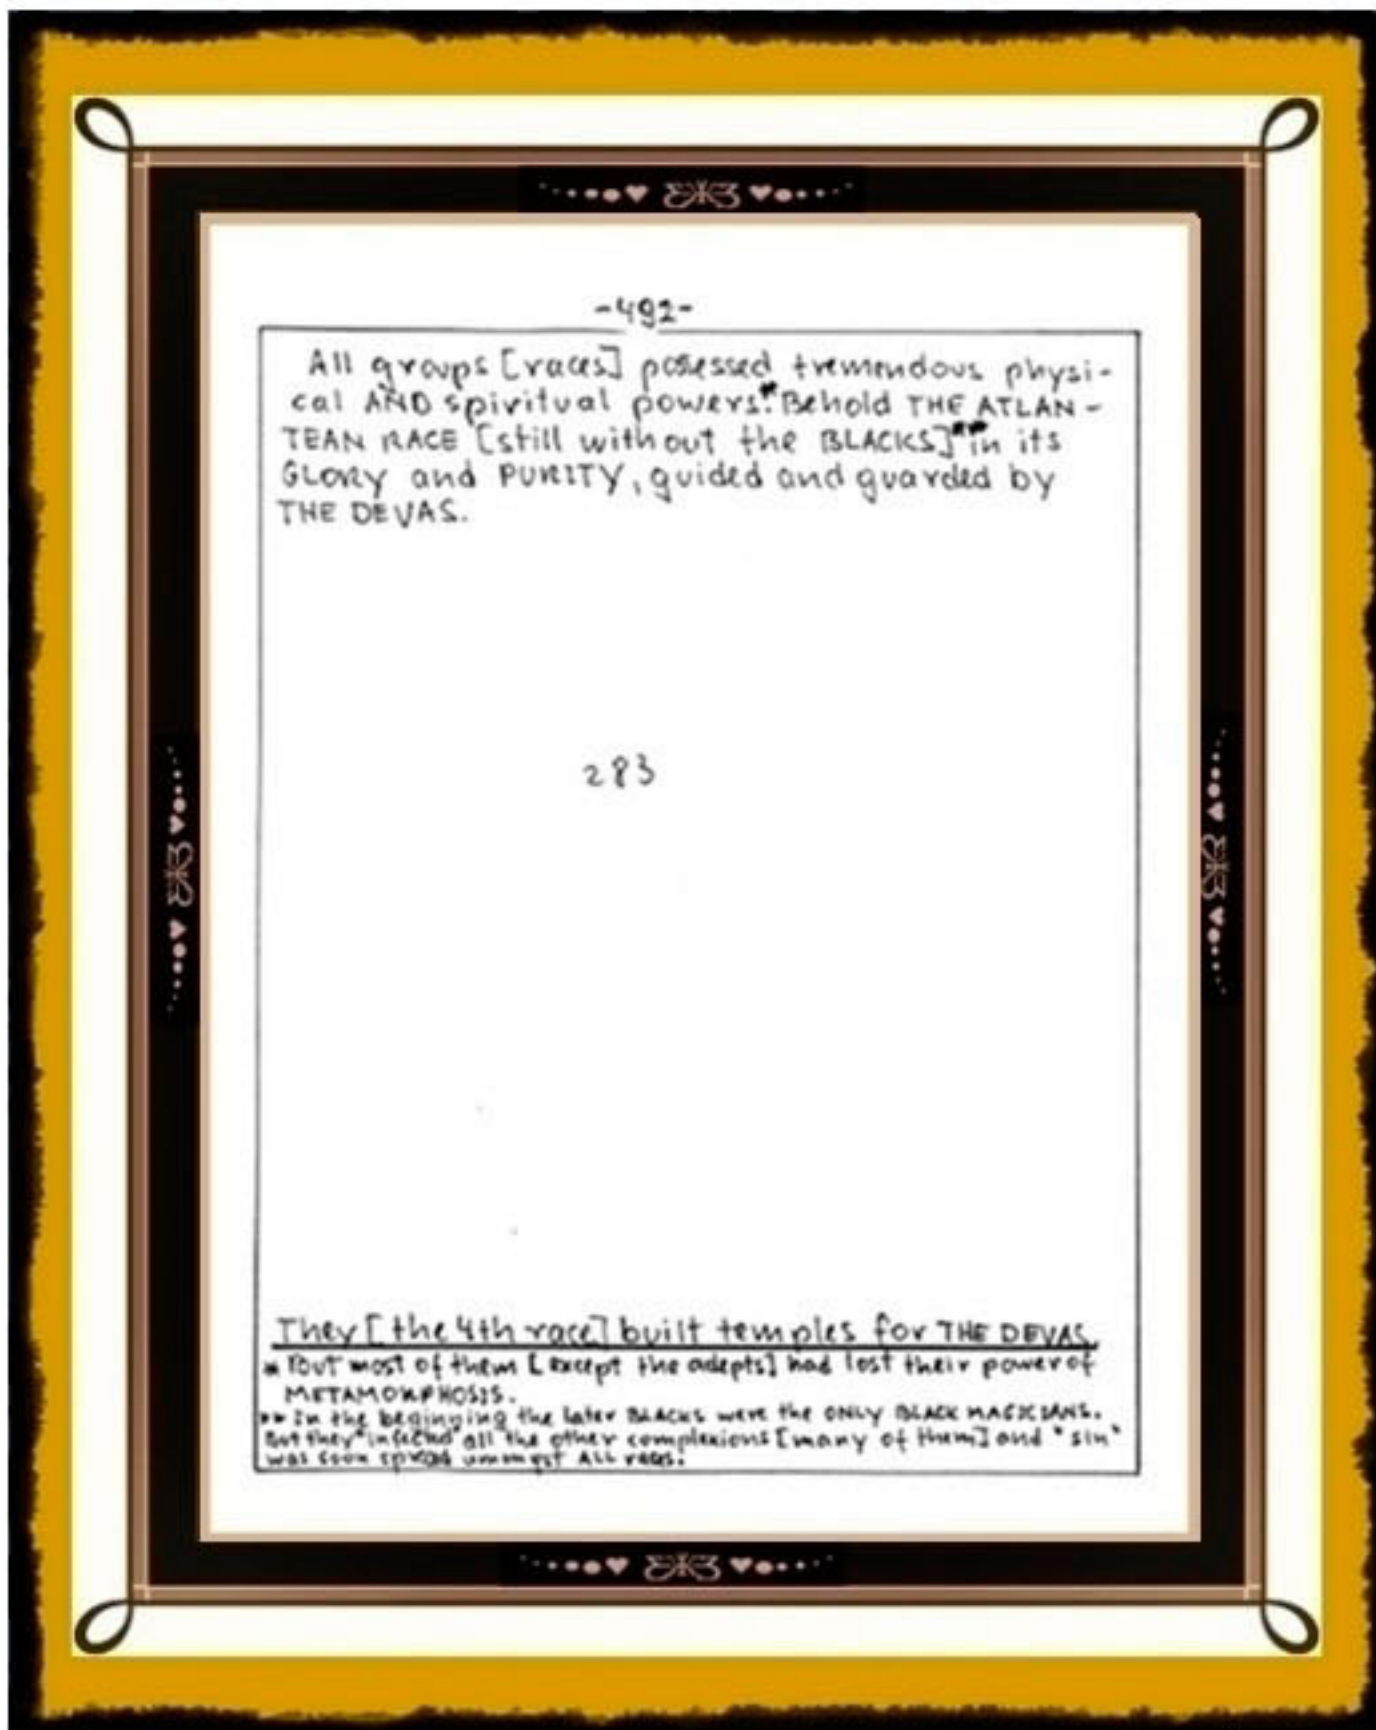 -492-
All groups [races] posessed tremendous physi-
cal AND spiritual powers.* Behold THE ATLAN-
TEAN RACE [still without the BLACKS]** in its
GLORY and PURITY, guided and guarded by
THE DEVAS.
283
They [the 4th race] built temples for THE DEVAS
* But most of them [except the adepts] had lost their power of
METAMORPHOSIS.
** In the beginning the later BLACKS were the ONLY BLACK MAGICIANS.
But they "infected" all the other complexions [many of them] and "sin"
was soon spread amongst ALL races.